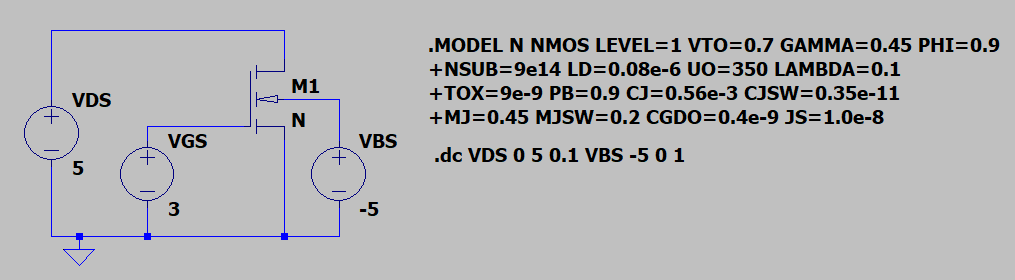 .MODEL N NMOS LEVEL=1 VTO=0.7 GAMMA=0.45 PHI=0.9
+NSUB=9e14 LD=0.08e-6 UO=350 LAMBDA=0.1
+TOX=9e-9 PB=0.9 CJ=0.56e-3 CJSW=0.35e-11
+MJ=0.45 MJSW=0.2 CGDO=0.4e-9 JS=1.0e-8
.dc VDS 0 5 0.1 VBS -5 0 1
VDS
5
VGS
3
M1
N
VBS
-5